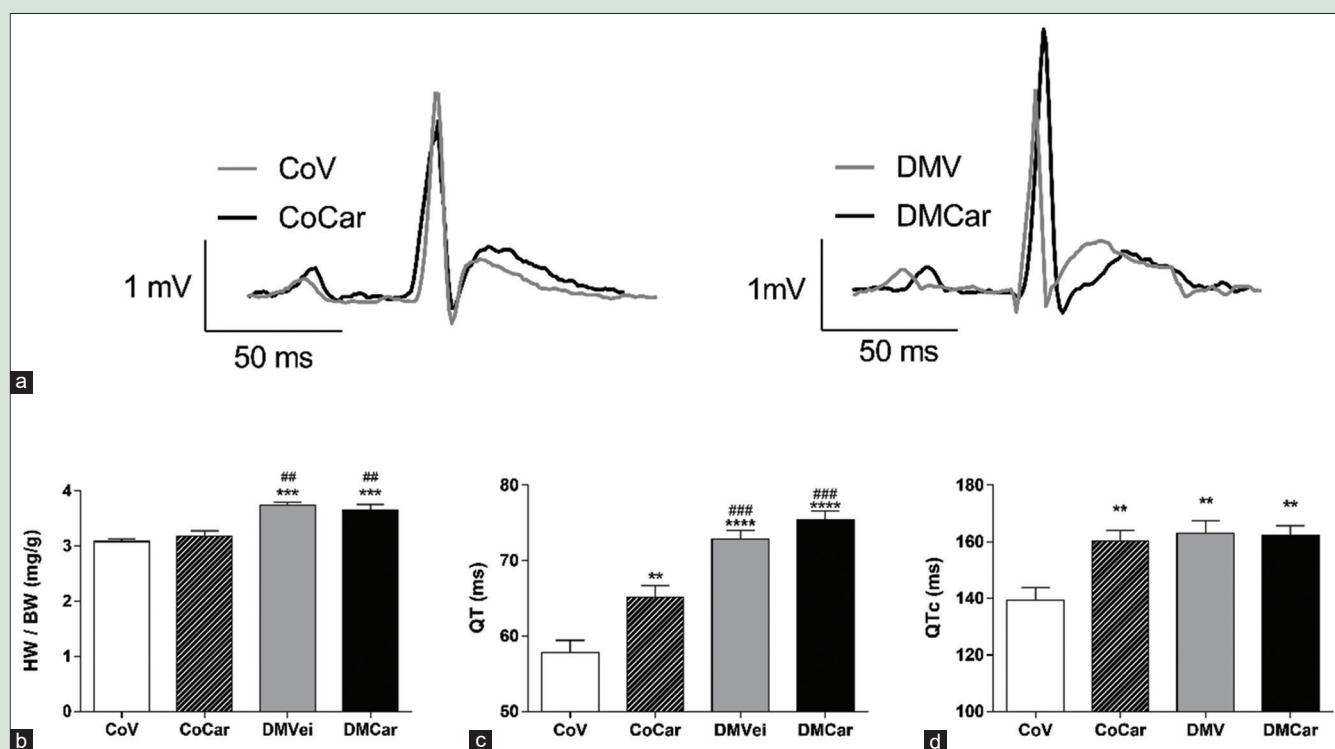 CoV
CoCar
1 mV
50 ms
DMV
DMCar
1mV
50 ms
a
HW / BW (mg/g)
4
3
2
1
0
##
***
##
***
CoV CoCar DMVei DMCar
b
QT (ms)
80
70
60
50
**
###
****
###
****
CoV CoCar DMVei DMCar
c
QTc (ms)
180
160
140
120
100
**
**
**
CoV CoCar DMV DMCar
d